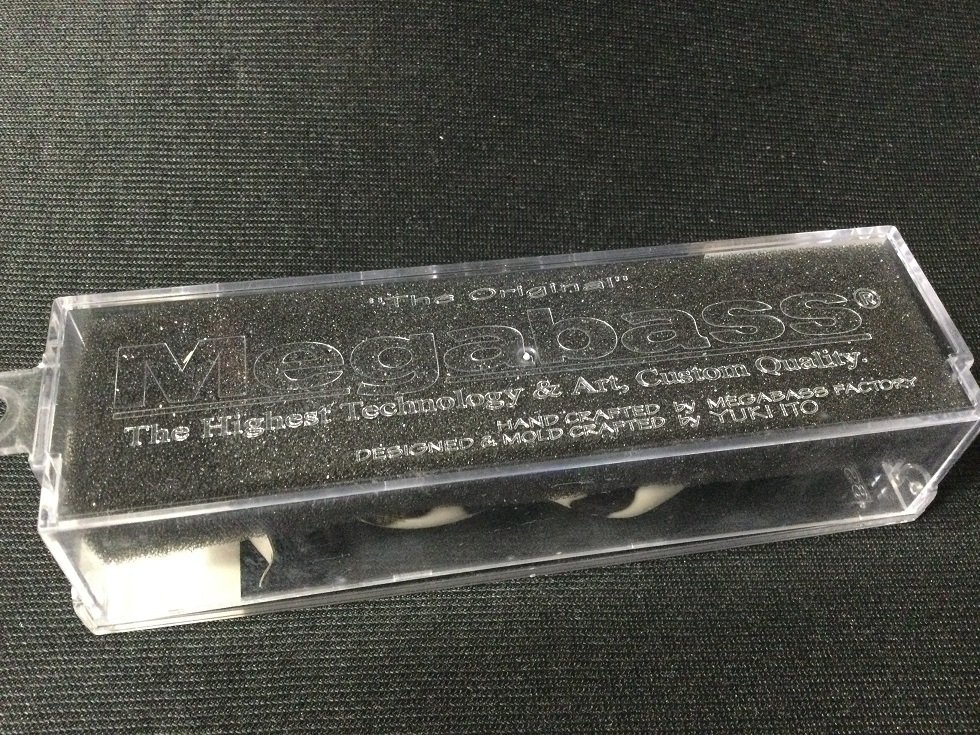 "The Original"
Megabass®
The Highest Technology & Art, Custom Quality.
HAND CRAFTED by MEGABASS FACTORY
DESIGNED & MOLD CRAFTED by YUKI ITO